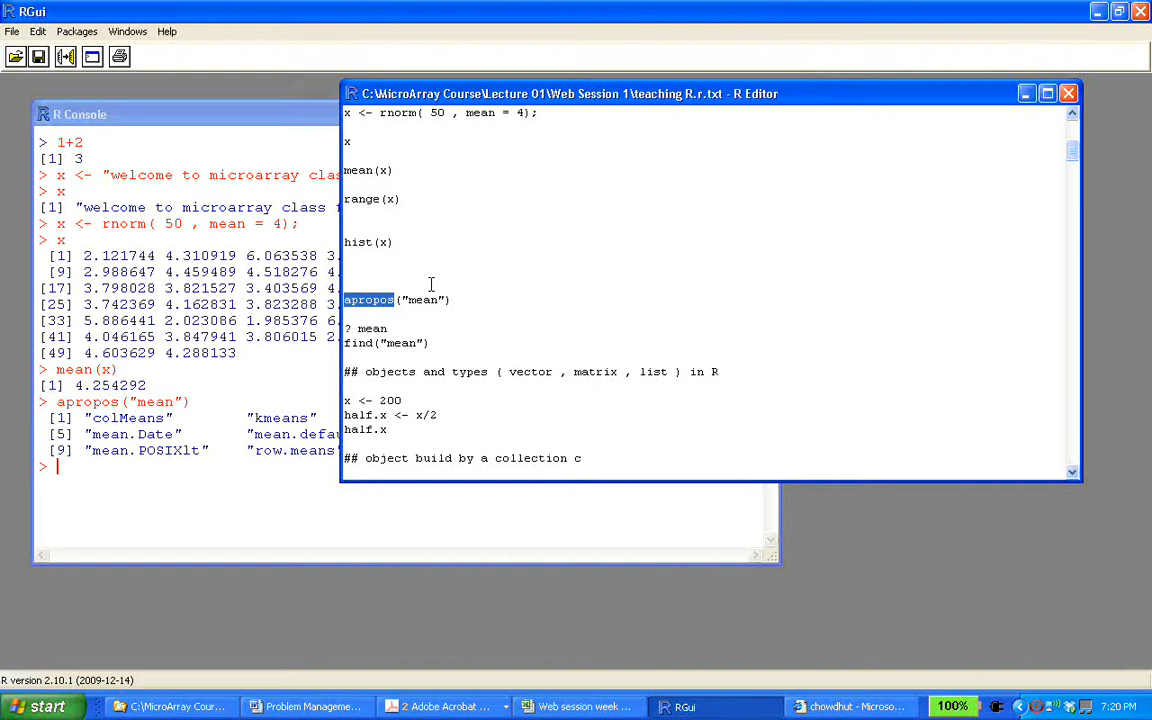 RGui
File Edit Packages Windows Help
R Console
> 1+2
[1] 3
> x <- "welcome to microarray clas
> x
[1] "welcome to microarray class
> x <- rnorm( 50 , mean = 4);
> x
[1] 2.121744 4.310919 6.063538 3.
[9] 2.988647 4.459489 4.518276 4.
[17] 3.798028 3.821527 3.403569 4.
[25] 3.742369 4.162831 3.823288 3.
[33] 5.886441 2.023086 1.985376 6.
[41] 4.046165 3.847941 3.806015 2.
[49] 4.603629 4.288133
> mean(x)
[1] 4.254292
> apropos("mean")
[1] "colMeans" "kmeans"
[5] "mean.Date" "mean.defau
[9] "mean.POSIXlt" "row.means"
>
C:\MicroArray Course\Lecture 01\Web Session 1\teaching R.r.txt - R Editor
x <- rnorm( 50 , mean = 4);
x
mean(x)
range(x)
hist(x)
apropos("mean")
? mean
find("mean")
## objects and types ( vector , matrix , list ) in R
x <- 200
half.x <- x/2
half.x
## object build by a collection c
R version 2.10.1 (2009-12-14)
start C:\MicroArray Cour... Problem Manageme... 2 Adobe Acrobat ... Web session week ... RGui chowdhut - Microso... 100% 7:20 PM